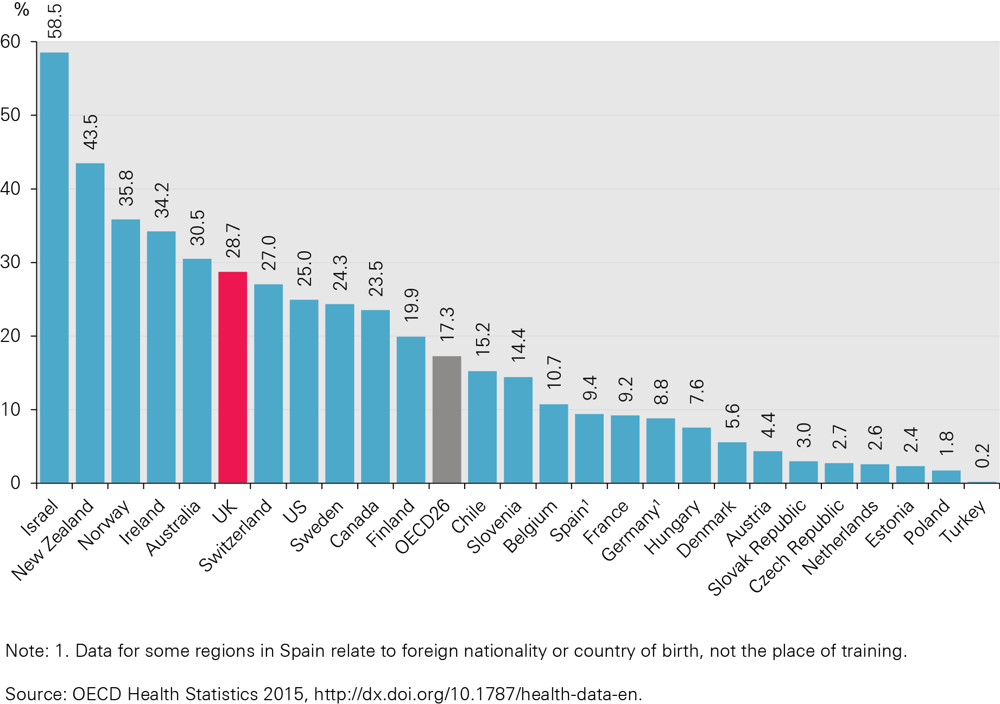 %
60
50
40
30
20
10
0
58.5
43.5
35.8
34.2
30.5
28.7
27.0
25.0
24.3
23.5
19.9
17.3
15.2
14.4
10.7
9.4
9.2
8.8
7.6
5.6
4.4
3.0
2.7
2.6
2.4
1.8
0.2
Israel
New Zealand
Norway
Ireland
Australia
UK
Switzerland
US
Sweden
Canada
Finland
OECD26
Chile
Slovenia
Belgium
Spain¹
France
Germany¹
Hungary
Denmark
Austria
Slovak Republic
Czech Republic
Netherlands
Estonia
Poland
Turkey
Note: 1. Data for some regions in Spain relate to foreign nationality or country of birth, not the place of training.
Source: OECD Health Statistics 2015, http://dx.doi.org/10.1787/health-data-en.